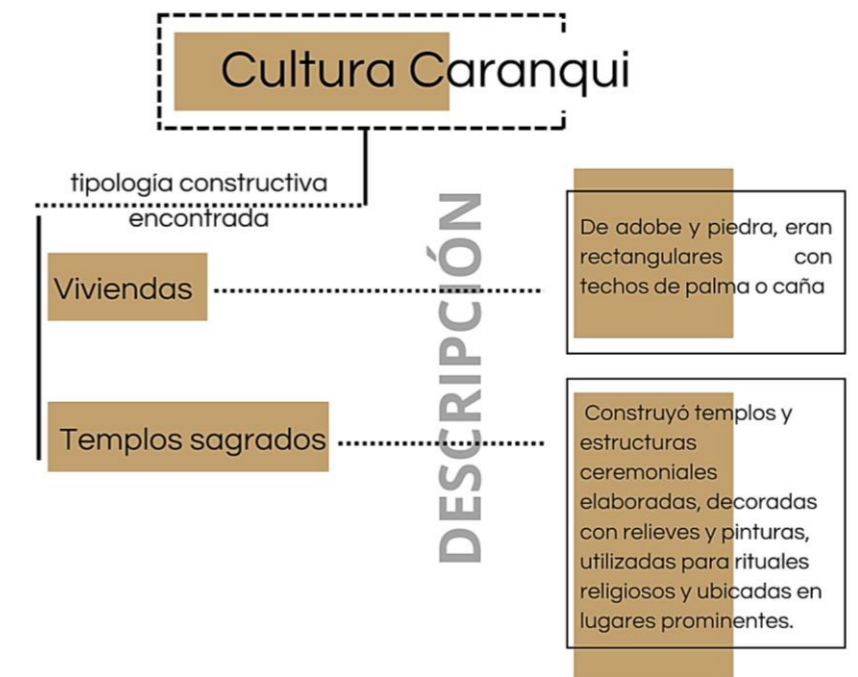 Cultura Caranqui
tipología constructiva
encontrada
DESCRIPCIÓN
Viviendas
De adobe y piedra, eran
rectangulares con
techos de palma o caña
Templos sagrados
Construyó templos y
estructuras
ceremoniales
elaboradas, decoradas
con relieves y pinturas,
utilizadas para rituales
religiosos y ubicadas en
lugares prominentes.